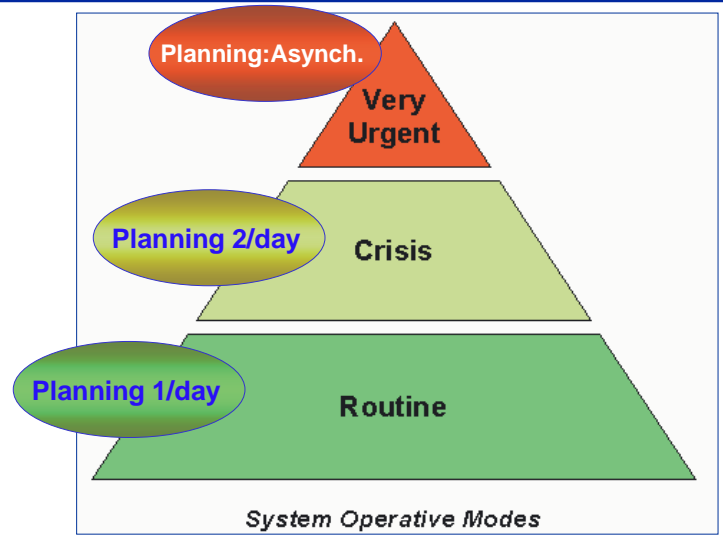 Planning:Asynch.
Very
Urgent
Planning 2/day
Crisis
Planning 1/day
Routine
System Operative Modes